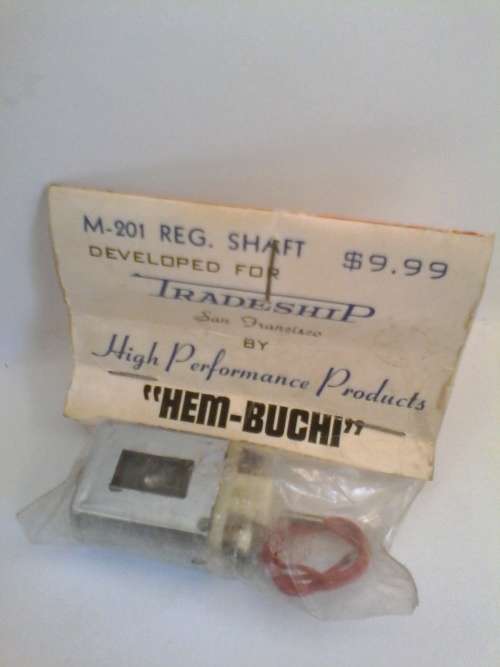 M-201 REG. SHAFT
$9.99
DEVELOPED FOR
TRADESHIP
San Francisco
BY
High Performance Products
"HEM-BUCHI"